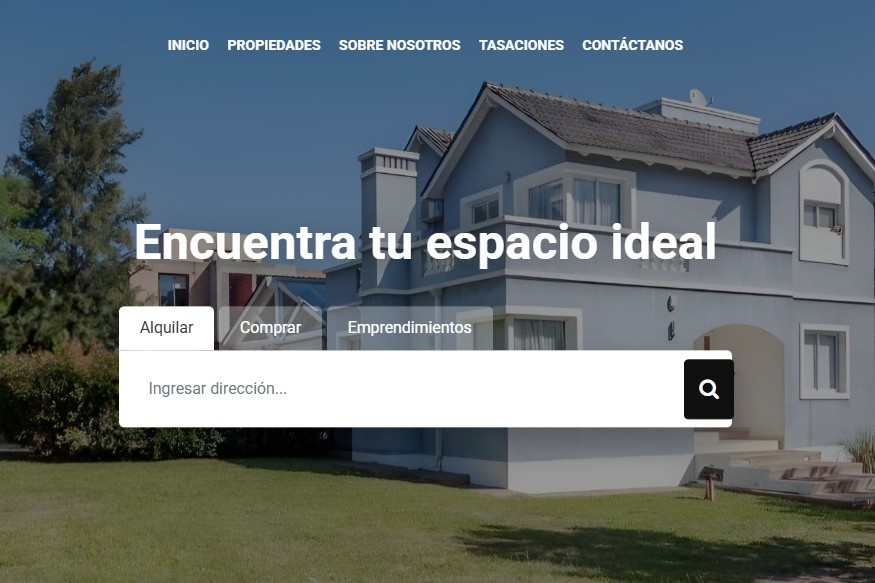 INICIO PROPIEDADES SOBRE NOSOTROS TASACIONES CONTÁCTANOS
Encuentra tu espacio ideal
Alquilar Comprar Emprendimientos
Ingresar dirección...